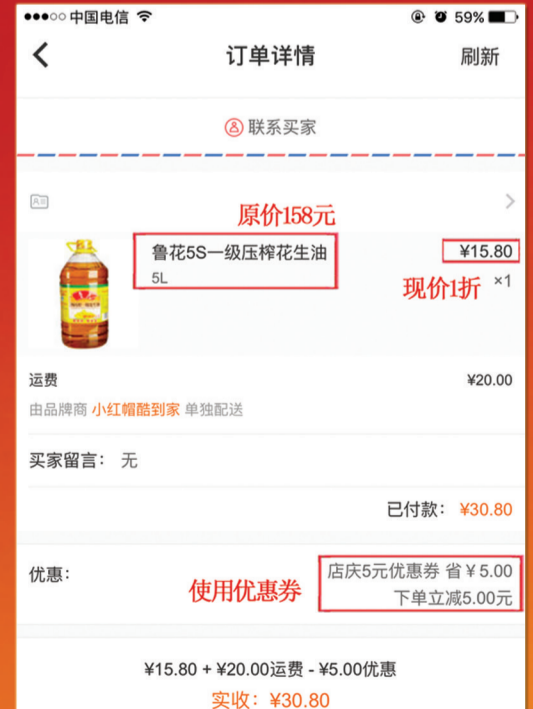 中国电信 59%
订单详情 刷新
联系买家
原价158元
鲁花5S一级压榨花生油 ¥15.80
5L ×1
现价1折
运费 ¥20.00
由品牌商 小红帽酷到家 单独配送
买家留言： 无
已付款： ¥30.80
优惠： 店庆5元优惠券 省￥5.00
使用优惠券 下单立减5.00元
¥15.80 + ¥20.00运费 - ¥5.00优惠
实收：¥30.80